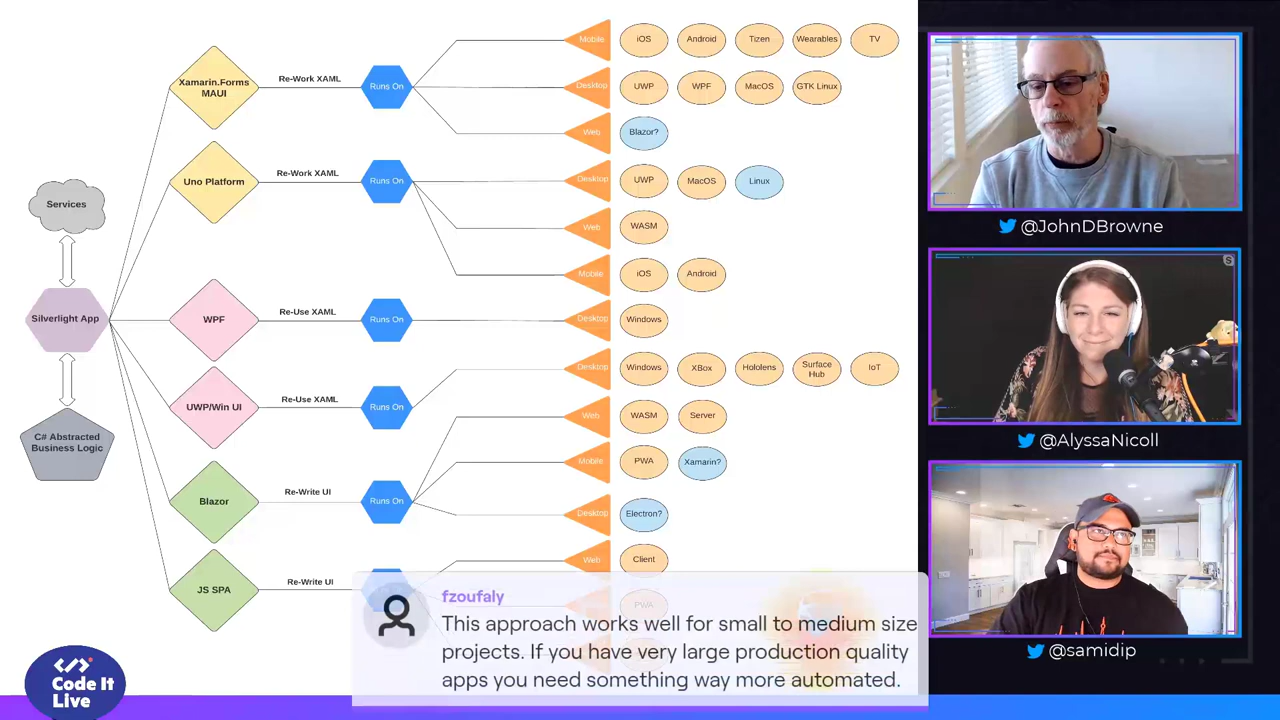 Mobile
iOS
Android
Tizen
Wearables
TV
Xamarin.Forms
MAUI
Re-Work XAML
Runs On
Desktop
UWP
WPF
MacOS
GTK Linux
Web
Blazor?
Uno Platform
Re-Work XAML
Runs On
Desktop
UWP
MacOS
Linux
Web
WASM
Mobile
iOS
Android
Services
Silverlight App
C# Abstracted
Business Logic
WPF
Re-Use XAML
Runs On
Desktop
Windows
UWP/Win UI
Re-Use XAML
Runs On
Desktop
Windows
XBox
Hololens
Surface
Hub
IoT
Blazor
Re-Write UI
Runs On
Web
WASM
Server
Mobile
PWA
Xamarin?
Desktop
Electron?
JS SPA
Re-Write UI
Web
Client
PWA
fzoufaly
This approach works well for small to medium size
projects. If you have very large production quality
apps you need something way more automated.
Code It
Live
@JohnDBrowne
@AlyssaNicoll
@samidip